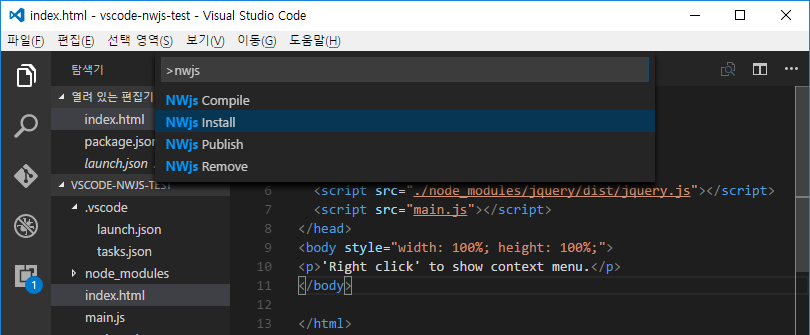 index.html - vscode-nwjs-test - Visual Studio Code
파일(F) 편집(E) 선택 영역(S) 보기(V) 이동(G) 도움말(H)
탐색기
>nwjs
NWjs Compile
NWjs Install
NWjs Publish
NWjs Remove
열려 있는 편집기
index.html
package.json
launch.json
VSCODE-NWJS-TEST
.vscode
launch.json
tasks.json
node_modules
index.html
main.js
1
6 <script src="./node_modules/jquery/dist/jquery.js"></script>
7 <script src="main.js"></script>
8 </head>
9 <body style="width: 100%; height: 100%;">
10 <p>'Right click' to show context menu.</p>
11 </body>
12
13 </html>